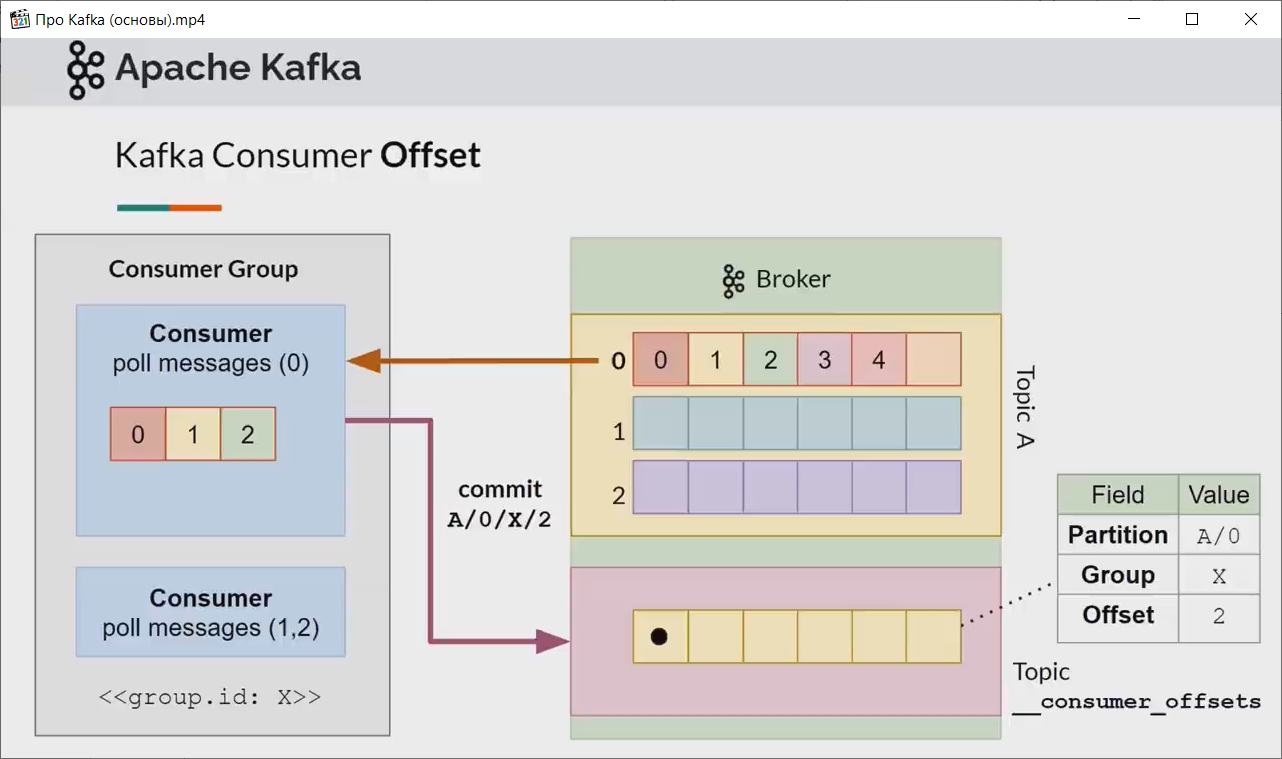 Про Kafka (основы).mp4
Apache Kafka
Kafka Consumer Offset
Consumer Group
Consumer
poll messages (0)
0 1 2
Consumer
poll messages (1,2)
<<group.id: X>>
commit
A/0/X/2
Broker
0 0 1 2 3 4
1
2
Topic A
Field Value
Partition A/0
Group X
Offset 2
Topic
__consumer_offsets